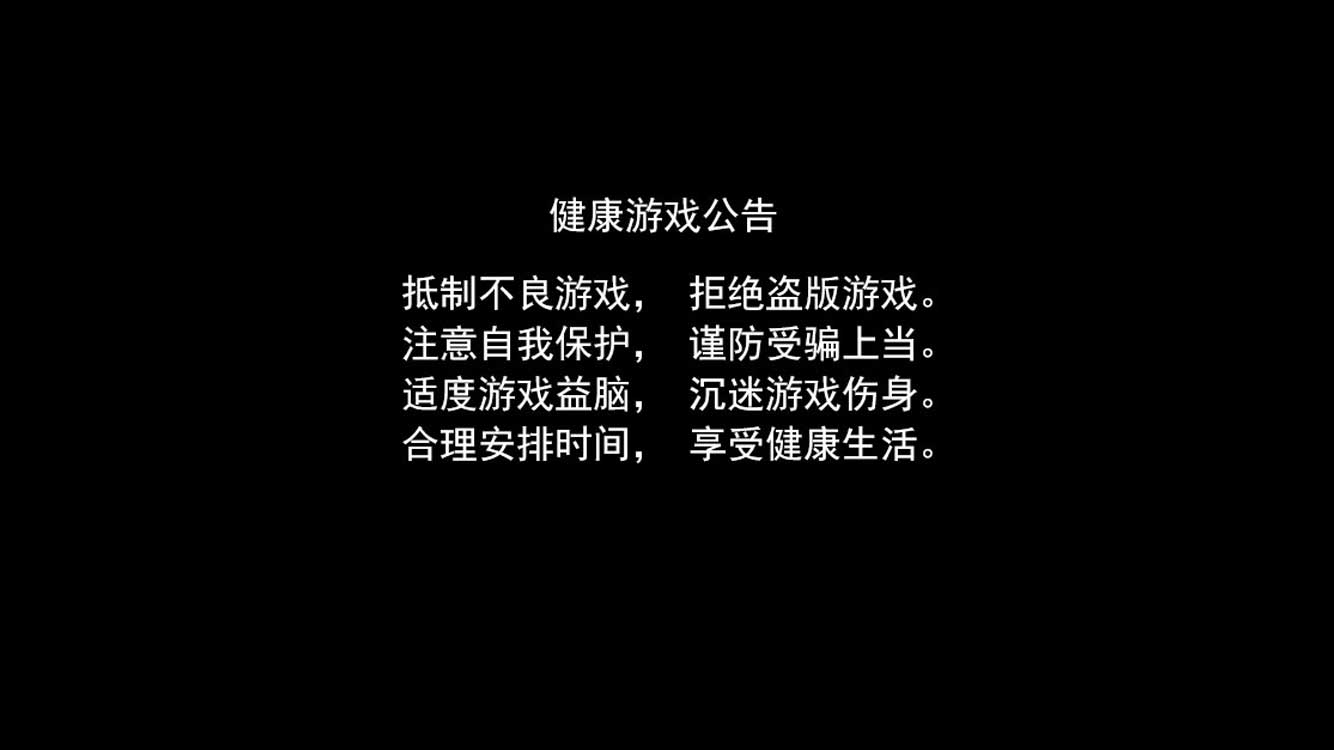 健康游戏公告
抵制不良游戏， 拒绝盗版游戏。
注意自我保护， 谨防受骗上当。
适度游戏益脑， 沉迷游戏伤身。
合理安排时间， 享受健康生活。